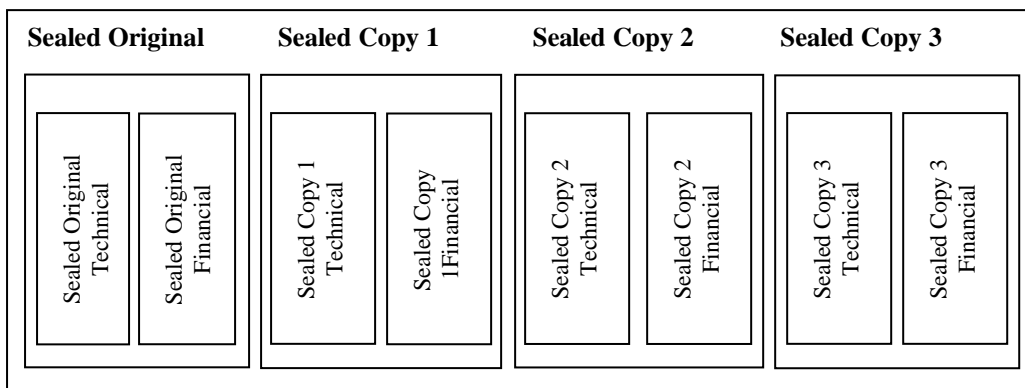 Sealed Original
Sealed Copy 1
Sealed Copy 2
Sealed Copy 3
Sealed Original
Technical
Sealed Original
Financial
Sealed Copy 1
Technical
Sealed Copy
1Financial
Sealed Copy 2
Technical
Sealed Copy 2
Financial
Sealed Copy 3
Technical
Sealed Copy 3
Financial